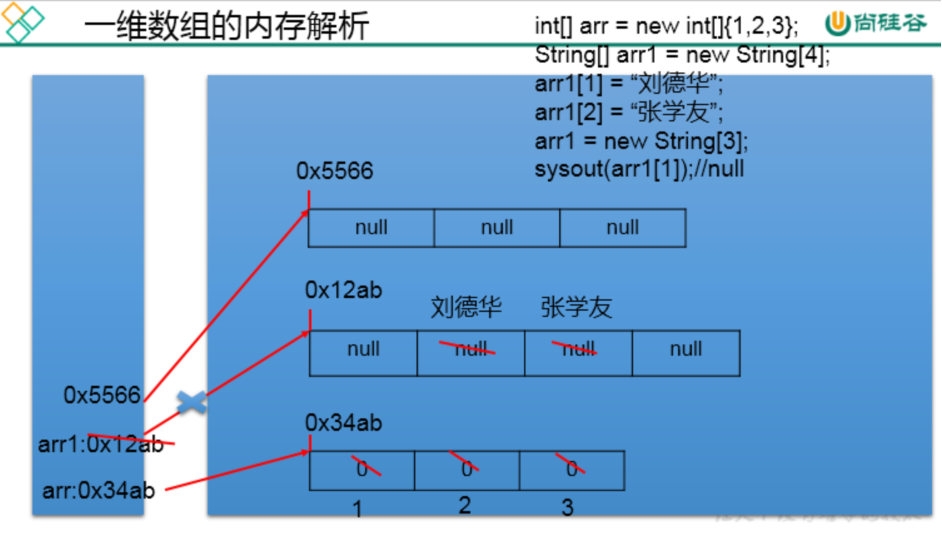 一维数组的内存解析
尚硅谷
int[] arr = new int[]{1,2,3};
String[] arr1 = new String[4];
arr1[1] = “刘德华”;
arr1[2] = “张学友”;
arr1 = new String[3];
sysout(arr1[1]);//null
0x5566
null null null
0x12ab
刘德华 张学友
null null null null
0x5566
arr1:0x12ab
0x34ab
arr:0x34ab
0 0 0
1 2 3